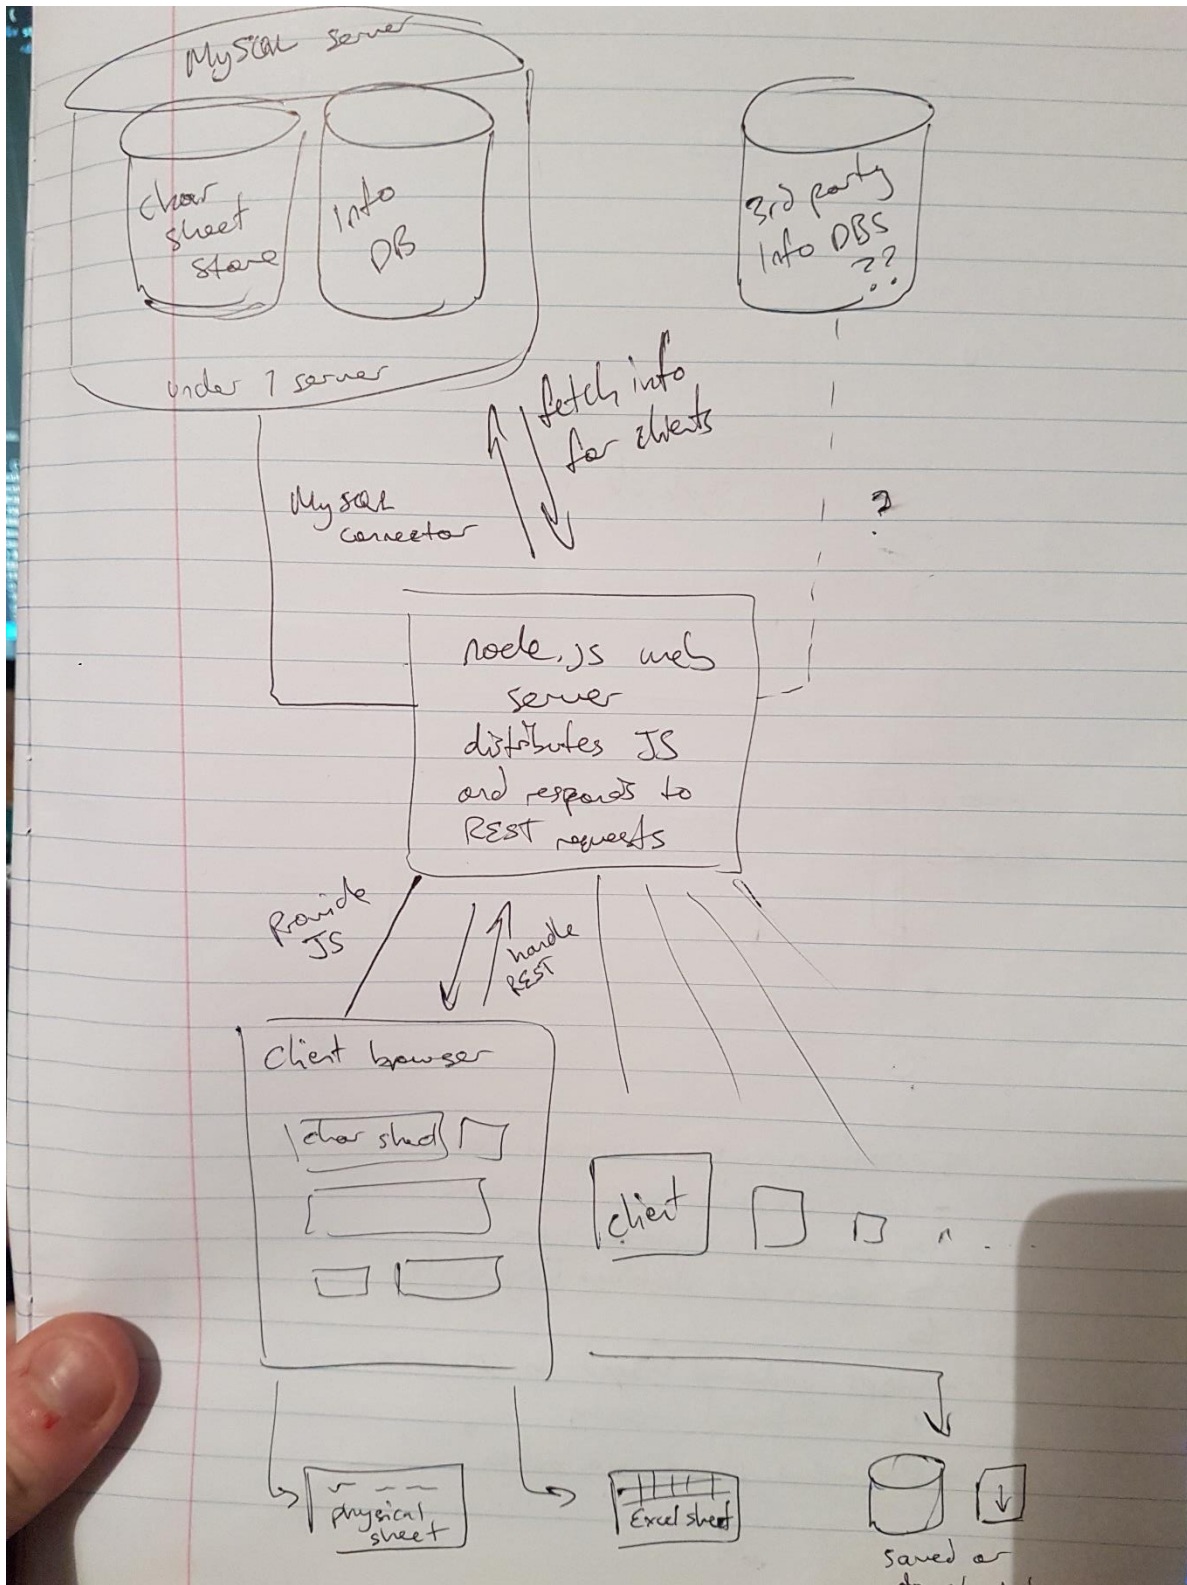 MySQL server
char
sheet
store
Info
DB
3rd party
Info DBS
??
under 1 server
fetch info
for clients
MySQL
connector
?
node.js web
server
distributes JS
and responds to
REST requests
Provide
JS
handle
REST
Client browser
char sheet
client
physical
sheet
Excel sheet
saved or